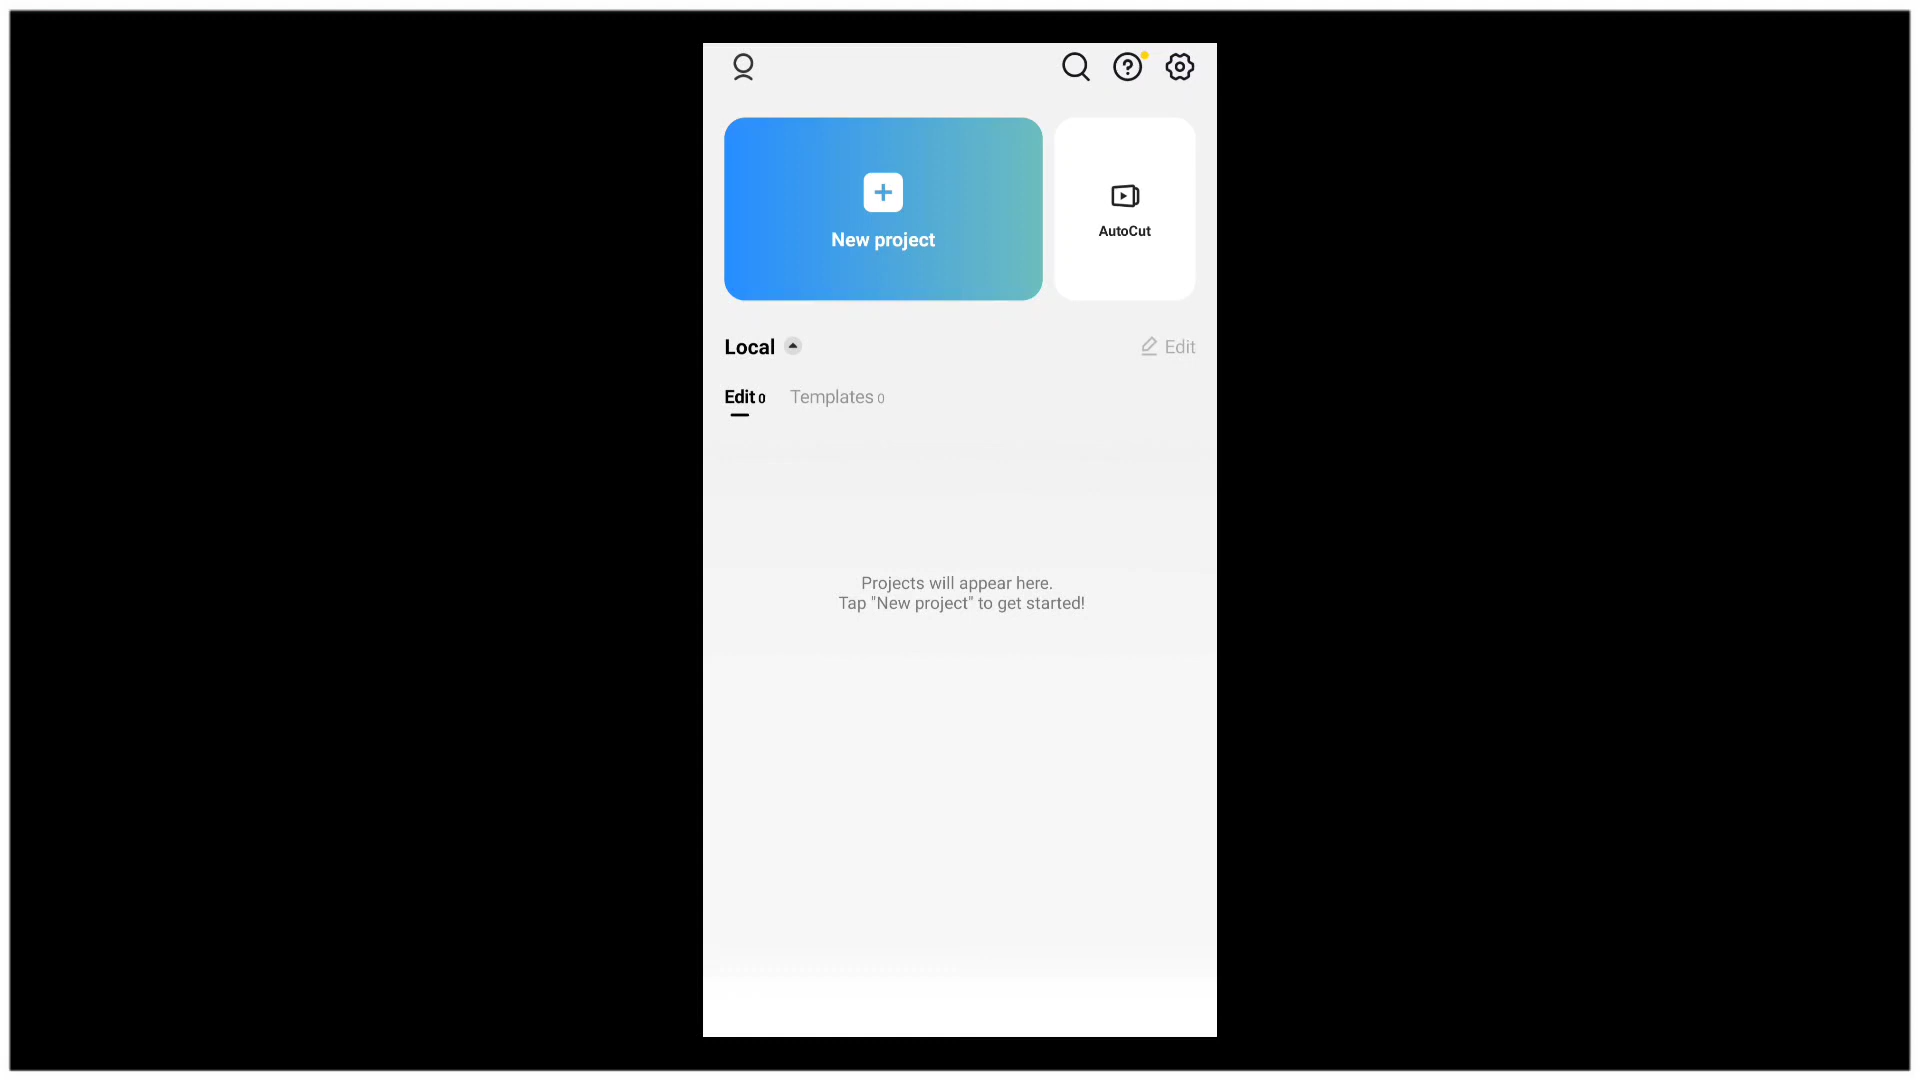 New project
AutoCut
Local
Edit
Edit 0
Templates 0
Projects will appear here.
Tap "New project" to get started!